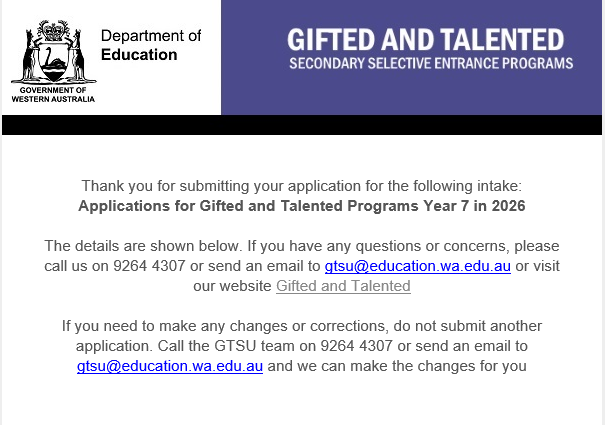 Department of
Education
GOVERNMENT OF
WESTERN AUSTRALIA
GIFTED AND TALENTED
SECONDARY SELECTIVE ENTRANCE PROGRAMS
Thank you for submitting your application for the following intake:
Applications for Gifted and Talented Programs Year 7 in 2026
The details are shown below. If you have any questions or concerns, please
call us on 9264 4307 or send an email to gtsu@education.wa.edu.au or visit
our website Gifted and Talented
If you need to make any changes or corrections, do not submit another
application. Call the GTSU team on 9264 4307 or send an email to
gtsu@education.wa.edu.au and we can make the changes for you